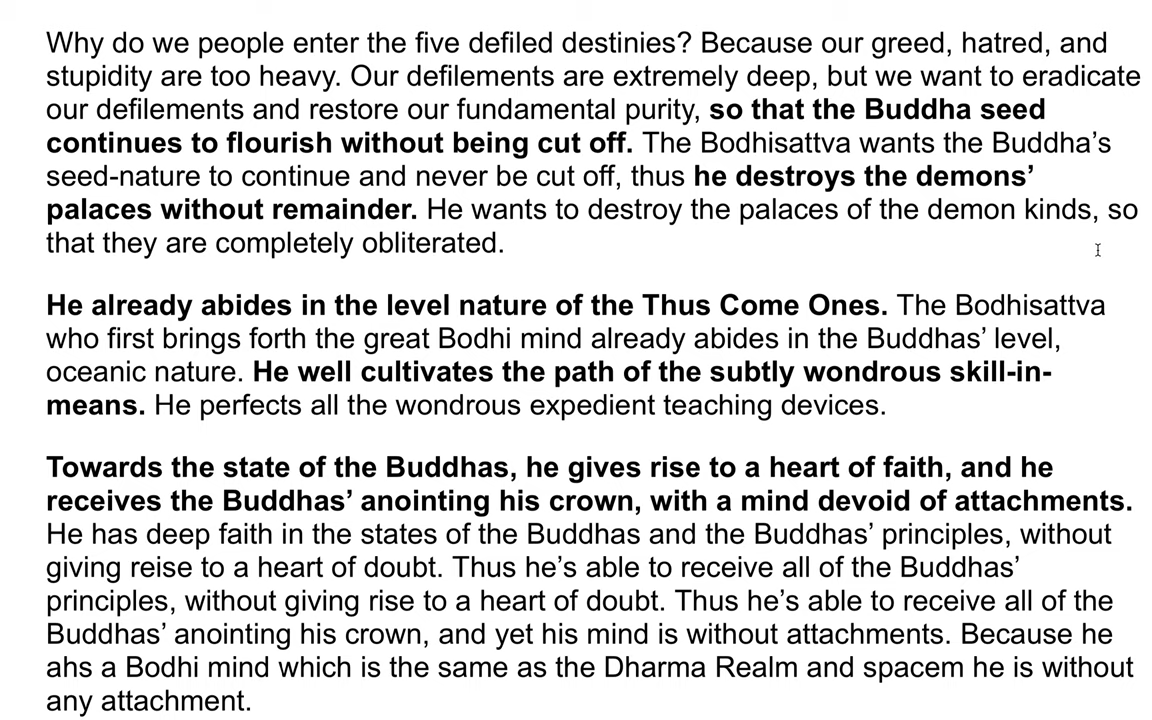 Why do we people enter the five defiled destinies? Because our greed, hatred, and
stupidity are too heavy. Our defilements are extremely deep, but we want to eradicate
our defilements and restore our fundamental purity, so that the Buddha seed
continues to flourish without being cut off. The Bodhisattva wants the Buddha’s
seed-nature to continue and never be cut off, thus he destroys the demons’
palaces without remainder. He wants to destroy the palaces of the demon kinds, so
that they are completely obliterated.
He already abides in the level nature of the Thus Come Ones. The Bodhisattva
who first brings forth the great Bodhi mind already abides in the Buddhas’ level,
oceanic nature. He well cultivates the path of the subtly wondrous skill-in-
means. He perfects all the wondrous expedient teaching devices.
Towards the state of the Buddhas, he gives rise to a heart of faith, and he
receives the Buddhas’ anointing his crown, with a mind devoid of attachments.
He has deep faith in the states of the Buddhas and the Buddhas’ principles, without
giving reise to a heart of doubt. Thus he’s able to receive all of the Buddhas’
principles, without giving rise to a heart of doubt. Thus he’s able to receive all of the
Buddhas’ anointing his crown, and yet his mind is without attachments. Because he
ahs a Bodhi mind which is the same as the Dharma Realm and spacem he is without
any attachment.